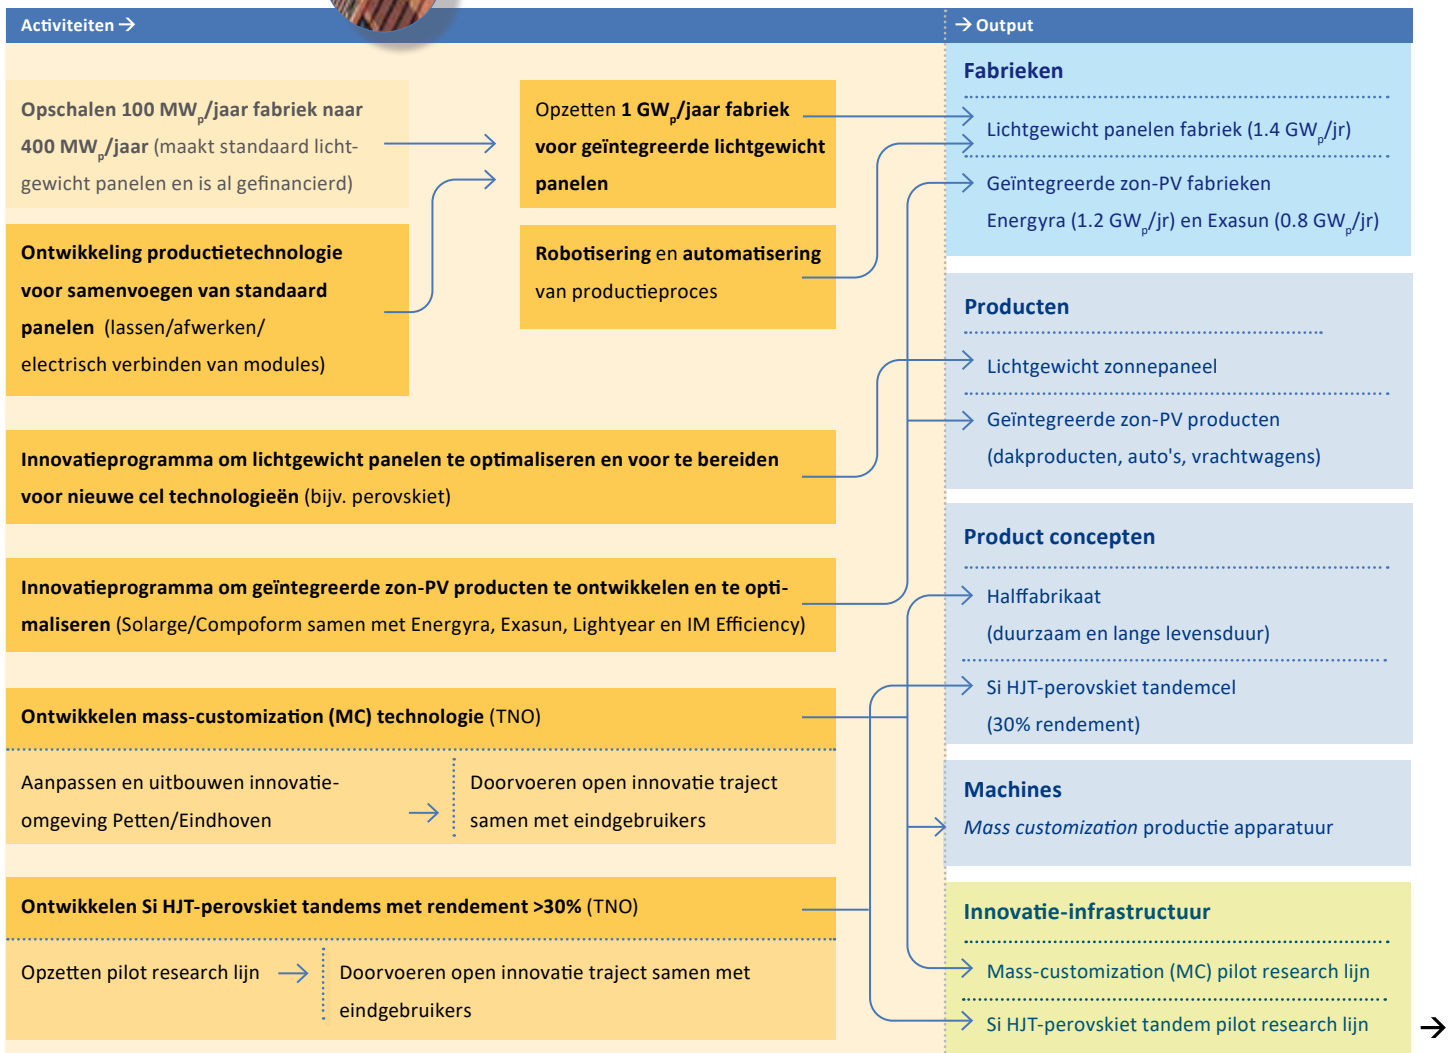 Activiteiten →
→ Output
Opschalen 100 MWp/jaar fabriek naar
400 MWp/jaar (maakt standaard licht-
gewicht panelen en is al gefinancierd)
Opzetten 1 GWp/jaar fabriek
voor geïntegreerde lichtgewicht
panelen
Ontwikkeling productietechnologie
voor samenvoegen van standaard
panelen (lassen/afwerken/
electrisch verbinden van modules)
Robotisering en automatisering
van productieproces
Innovatieprogramma om lichtgewicht panelen te optimaliseren en voor te bereiden
voor nieuwe cel technologieën (bijv. perovskiet)
Innovatieprogramma om geïntegreerde zon-PV producten te ontwikkelen en te opti-
maliseren (Solarge/Compoform samen met Energyra, Exasun, Lightyear en IM Efficiency)
Ontwikkelen mass-customization (MC) technologie (TNO)
Aanpassen en uitbouwen innovatie-
omgeving Petten/Eindhoven
Doorvoeren open innovatie traject
samen met eindgebruikers
Ontwikkelen Si HJT-perovskiet tandems met rendement >30% (TNO)
Opzetten pilot research lijn
Doorvoeren open innovatie traject samen met
eindgebruikers
Fabrieken
Lichtgewicht panelen fabriek (1.4 GWp/jr)
Geïntegreerde zon-PV fabrieken
Energyra (1.2 GWp/jr) en Exasun (0.8 GWp/jr)
Producten
Lichtgewicht zonnepaneel
Geïntegreerde zon-PV producten
(dakproducten, auto's, vrachtwagens)
Product concepten
Halffabrikaat
(duurzaam en lange levensduur)
Si HJT-perovskiet tandemcel
(30% rendement)
Machines
Mass customization productie apparatuur
Innovatie-infrastructuur
Mass-customization (MC) pilot research lijn
Si HJT-perovskiet tandem pilot research lijn